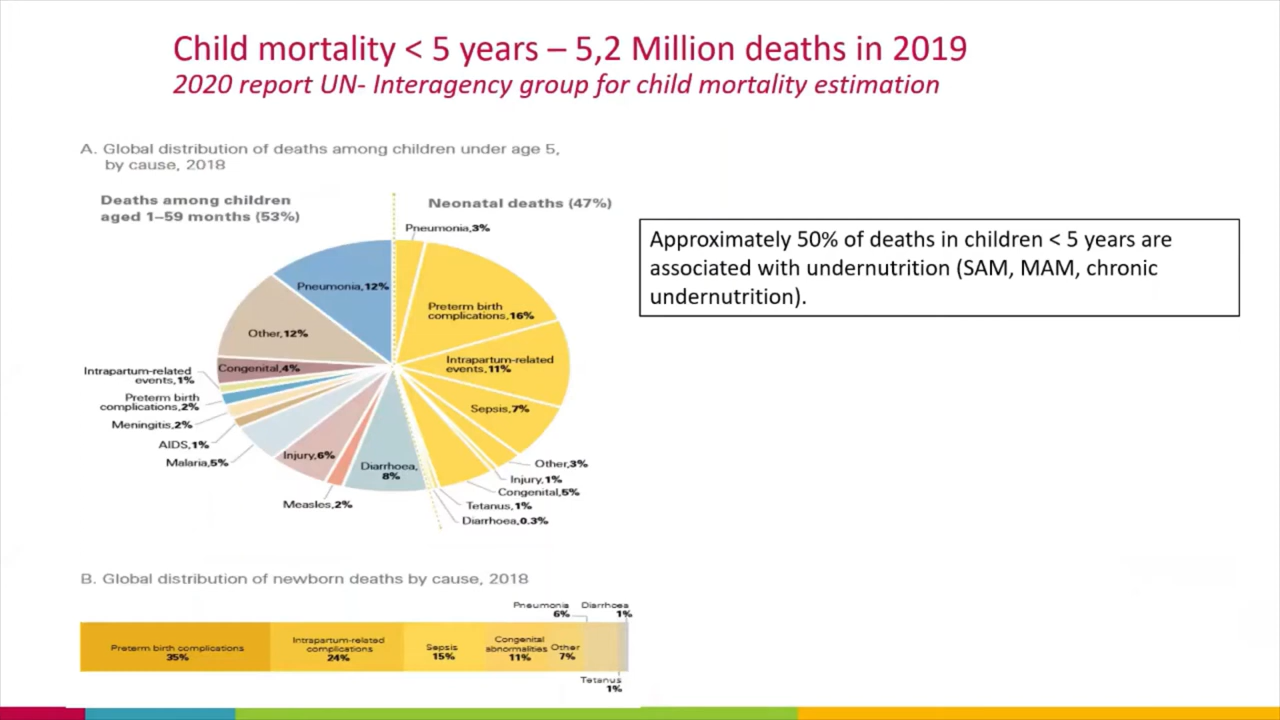 Child mortality < 5 years – 5,2 Million deaths in 2019
2020 report UN- Interagency group for child mortality estimation
A. Global distribution of deaths among children under age 5,
by cause, 2018
Deaths among children
aged 1–59 months (53%)
Neonatal deaths (47%)
Pneumonia,3%
Preterm birth
complications,16%
Intrapartum-related
events,11%
Sepsis,7%
Other,3%
Injury,1%
Congenital,5%
Tetanus,1%
Diarrhoea,0.3%
Pneumonia,12%
Other,12%
Congenital,4%
Intrapartum-related
events,1%
Preterm birth
complications,2%
Meningitis,2%
AIDS,1%
Malaria,5%
Injury,6%
Measles,2%
Diarrhoea,
8%
Approximately 50% of deaths in children < 5 years are
associated with undernutrition (SAM, MAM, chronic
undernutrition).
B. Global distribution of newborn deaths by cause, 2018
Preterm birth complications
35%
Intrapartum-related
complications
24%
Sepsis
15%
Congenital
abnormalities
11%
Other
7%
Pneumonia
6%
Diarrhoea
1%
Tetanus
1%